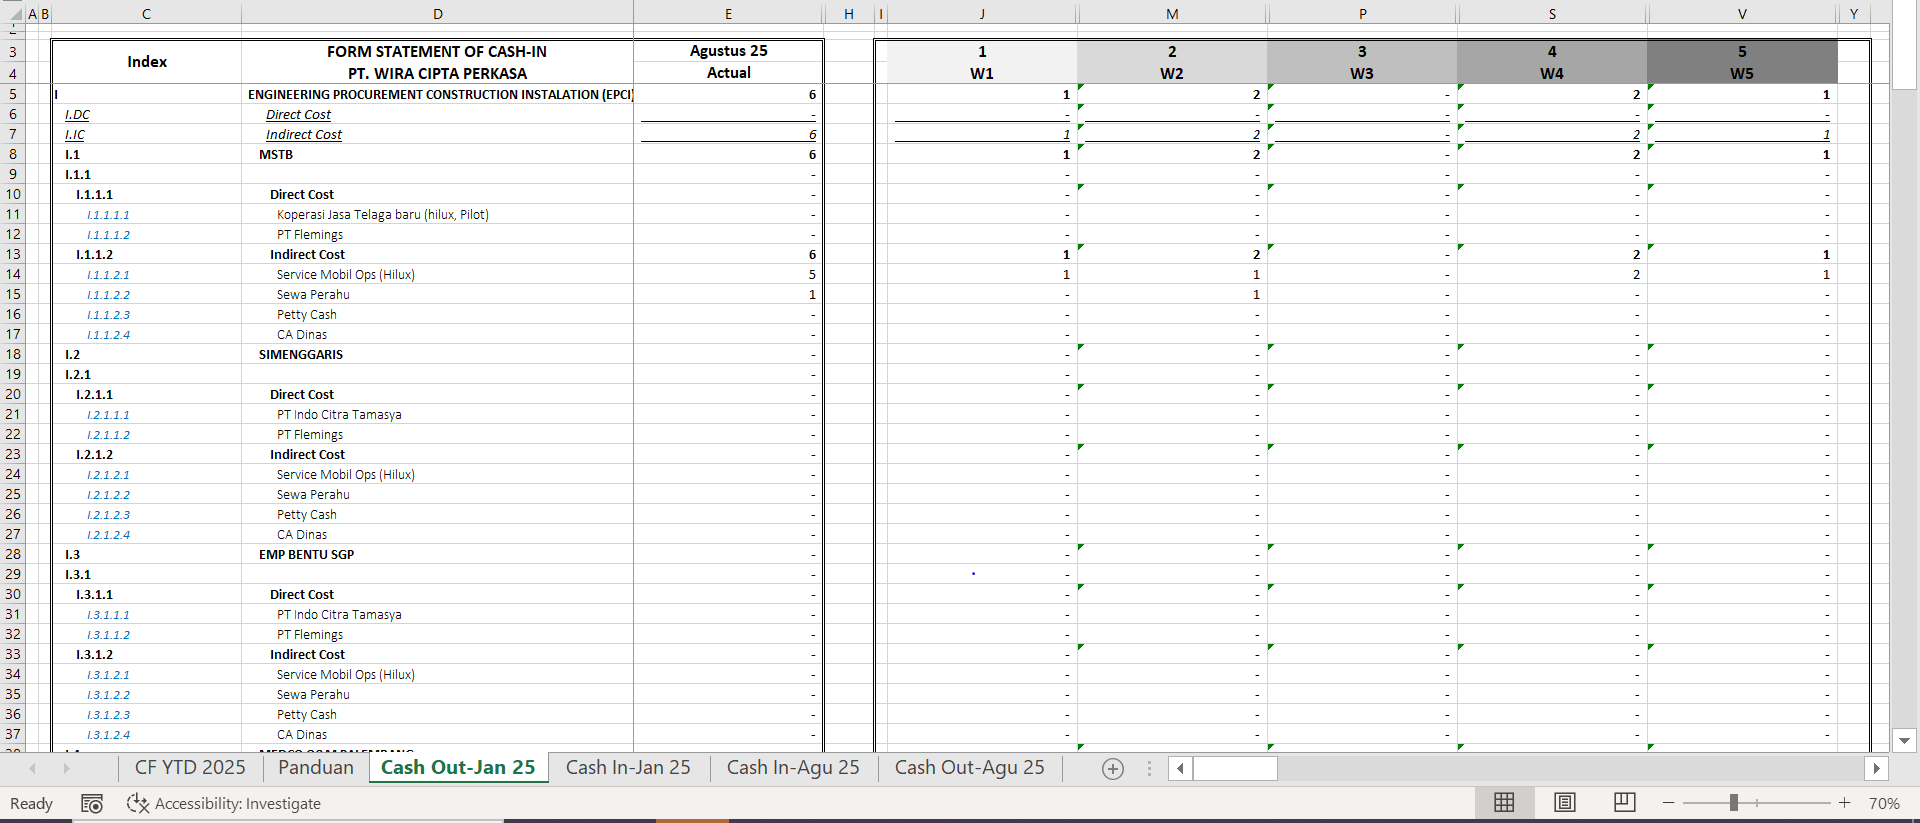 A B C D E H I J M P S V Y
3 Index FORM STATEMENT OF CASH-IN Agustus 25 1 2 3 4 5
4 PT. WIRA CIPTA PERKASA Actual W1 W2 W3 W4 W5
5 I ENGINEERING PROCUREMENT CONSTRUCTION INSTALATION (EPCI) 6 1 2 - 2 1
6 I.DC Direct Cost - - - - - -
7 I.IC Indirect Cost 6 1 2 - 2 1
8 I.1 MSTB 6 1 2 - 2 1
9 I.1.1 - - - - - -
10 I.1.1.1 Direct Cost - - - - - -
11 I.1.1.1.1 Koperasi Jasa Telaga baru (hilux, Pilot) - - - - - -
12 I.1.1.1.2 PT Flemings - - - - - -
13 I.1.1.2 Indirect Cost 6 1 2 - 2 1
14 I.1.1.2.1 Service Mobil Ops (Hilux) 5 1 1 - 2 1
15 I.1.1.2.2 Sewa Perahu 1 - 1 - - -
16 I.1.1.2.3 Petty Cash - - - - - -
17 I.1.1.2.4 CA Dinas - - - - - -
18 I.2 SIMENGGARIS - - - - - -
19 I.2.1 - - - - - -
20 I.2.1.1 Direct Cost - - - - - -
21 I.2.1.1.1 PT Indo Citra Tamasya - - - - - -
22 I.2.1.1.2 PT Flemings - - - - - -
23 I.2.1.2 Indirect Cost - - - - - -
24 I.2.1.2.1 Service Mobil Ops (Hilux) - - - - - -
25 I.2.1.2.2 Sewa Perahu - - - - - -
26 I.2.1.2.3 Petty Cash - - - - - -
27 I.2.1.2.4 CA Dinas - - - - - -
28 I.3 EMP BENTU SGP - - - - - -
29 I.3.1 - - - - - -
30 I.3.1.1 Direct Cost - - - - - -
31 I.3.1.1.1 PT Indo Citra Tamasya - - - - - -
32 I.3.1.1.2 PT Flemings - - - - - -
33 I.3.1.2 Indirect Cost - - - - - -
34 I.3.1.2.1 Service Mobil Ops (Hilux) - - - - - -
35 I.3.1.2.2 Sewa Perahu - - - - - -
36 I.3.1.2.3 Petty Cash - - - - - -
37 I.3.1.2.4 CA Dinas - - - - - -
CF YTD 2025 Panduan Cash Out-Jan 25 Cash In-Jan 25 Cash In-Agu 25 Cash Out-Agu 25
Ready Accessibility: Investigate 70%